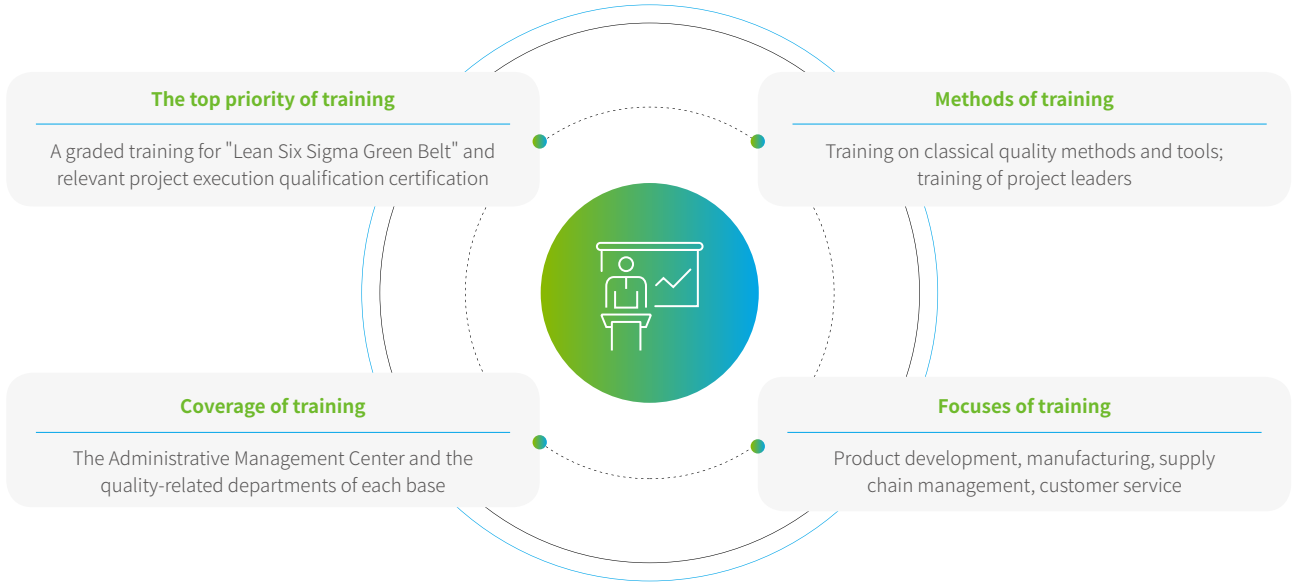 The top priority of training
A graded training for "Lean Six Sigma Green Belt" and
relevant project execution qualification certification
Methods of training
Training on classical quality methods and tools;
training of project leaders
Coverage of training
The Administrative Management Center and the
quality-related departments of each base
Focuses of training
Product development, manufacturing, supply
chain management, customer service